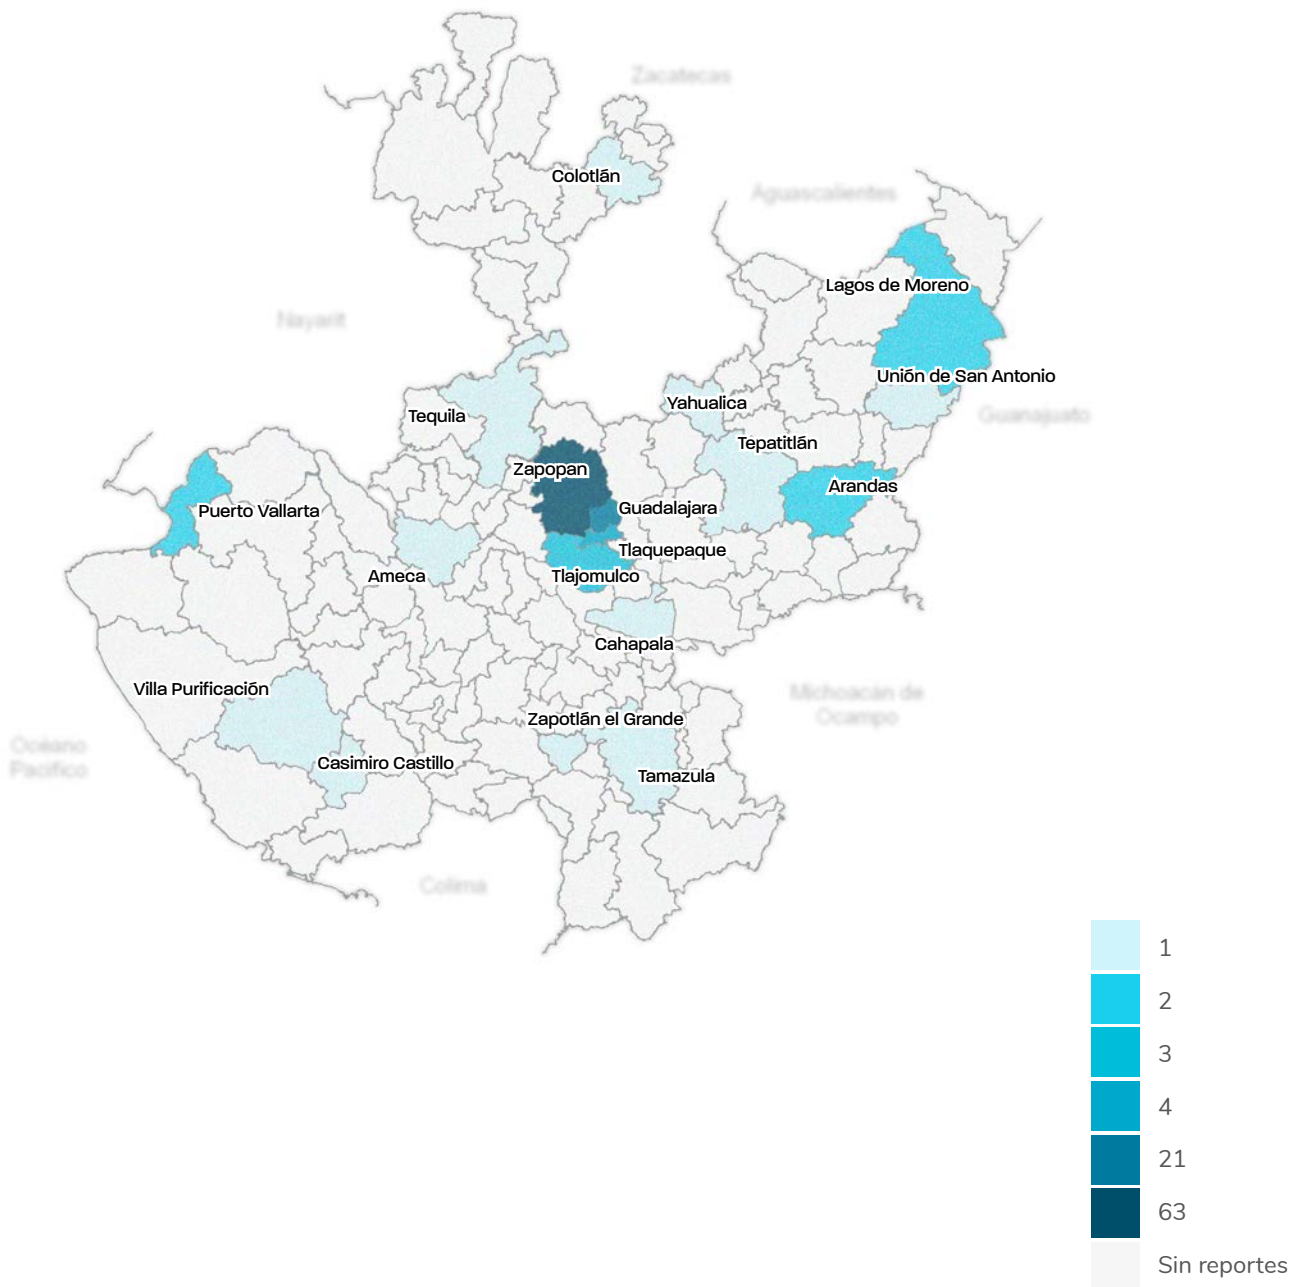 Zacatecas
Colotlán
Aguascalientes
Lagos de Moreno
Nayarit
Unión de San Antonio
Yahualica
Guanajuato
Tequila
Tepatitlán
Zapopan
Arandas
Guadalajara
Puerto Vallarta
Tlaquepaque
Ameca
Tlajomulco
Cahapala
Villa Purificación
Michoacán de
Ocampo
Zapotlán el Grande
Océano
Pacífico
Casimiro Castillo
Tamazula
Colima
1
2
3
4
21
63
Sin reportes